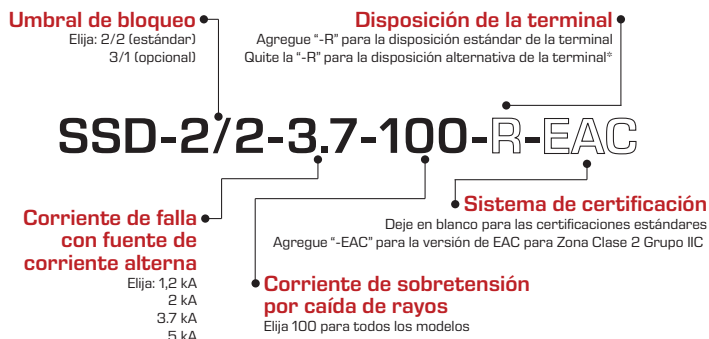 Umbral de bloqueo
Elija: 2/2 (estándar)
3/1 (opcional)
Disposición de la terminal
Agregue "-R" para la disposición estándar de la terminal
Quite la "-R" para la disposición alternativa de la terminal*
SSD-2/2-3.7-100-R-EAC
Corriente de falla
con fuente de
corriente alterna
Elija: 1,2 kA
2 kA
3.7 kA
5 kA
Corriente de sobretensión
por caída de rayos
Elija 100 para todos los modelos
Sistema de certificación
Deje en blanco para las certificaciones estándares
Agregue "-EAC" para la versión de EAC para Zona Clase 2 Grupo IIC